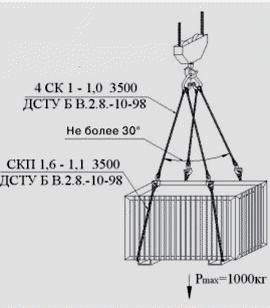 4 СК 1 - 1,0 3500
ДСТУ Б В.2.8.-10-98
Не более 30°
СКП 1,6 - 1,1 3500
ДСТУ Б В.2.8.-10-98
Pmax=1000кг